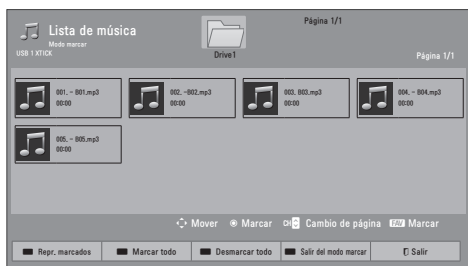 Lista de música
Modo marcar
USB 1 XTICK
Drive1
Página 1/1
Página 1/1
001. - B01.mp3
00:00
002. -B02.mp3
00:00
003. B03.mp3
00:00
004. - B04.mp3
00:00
005. - B05.mp3
00:00
Mover
Marcar
CH Cambio de página
FAV Marcar
Repr. marcados
Marcar todo
Desmarcar todo
Salir del modo marcar
Salir